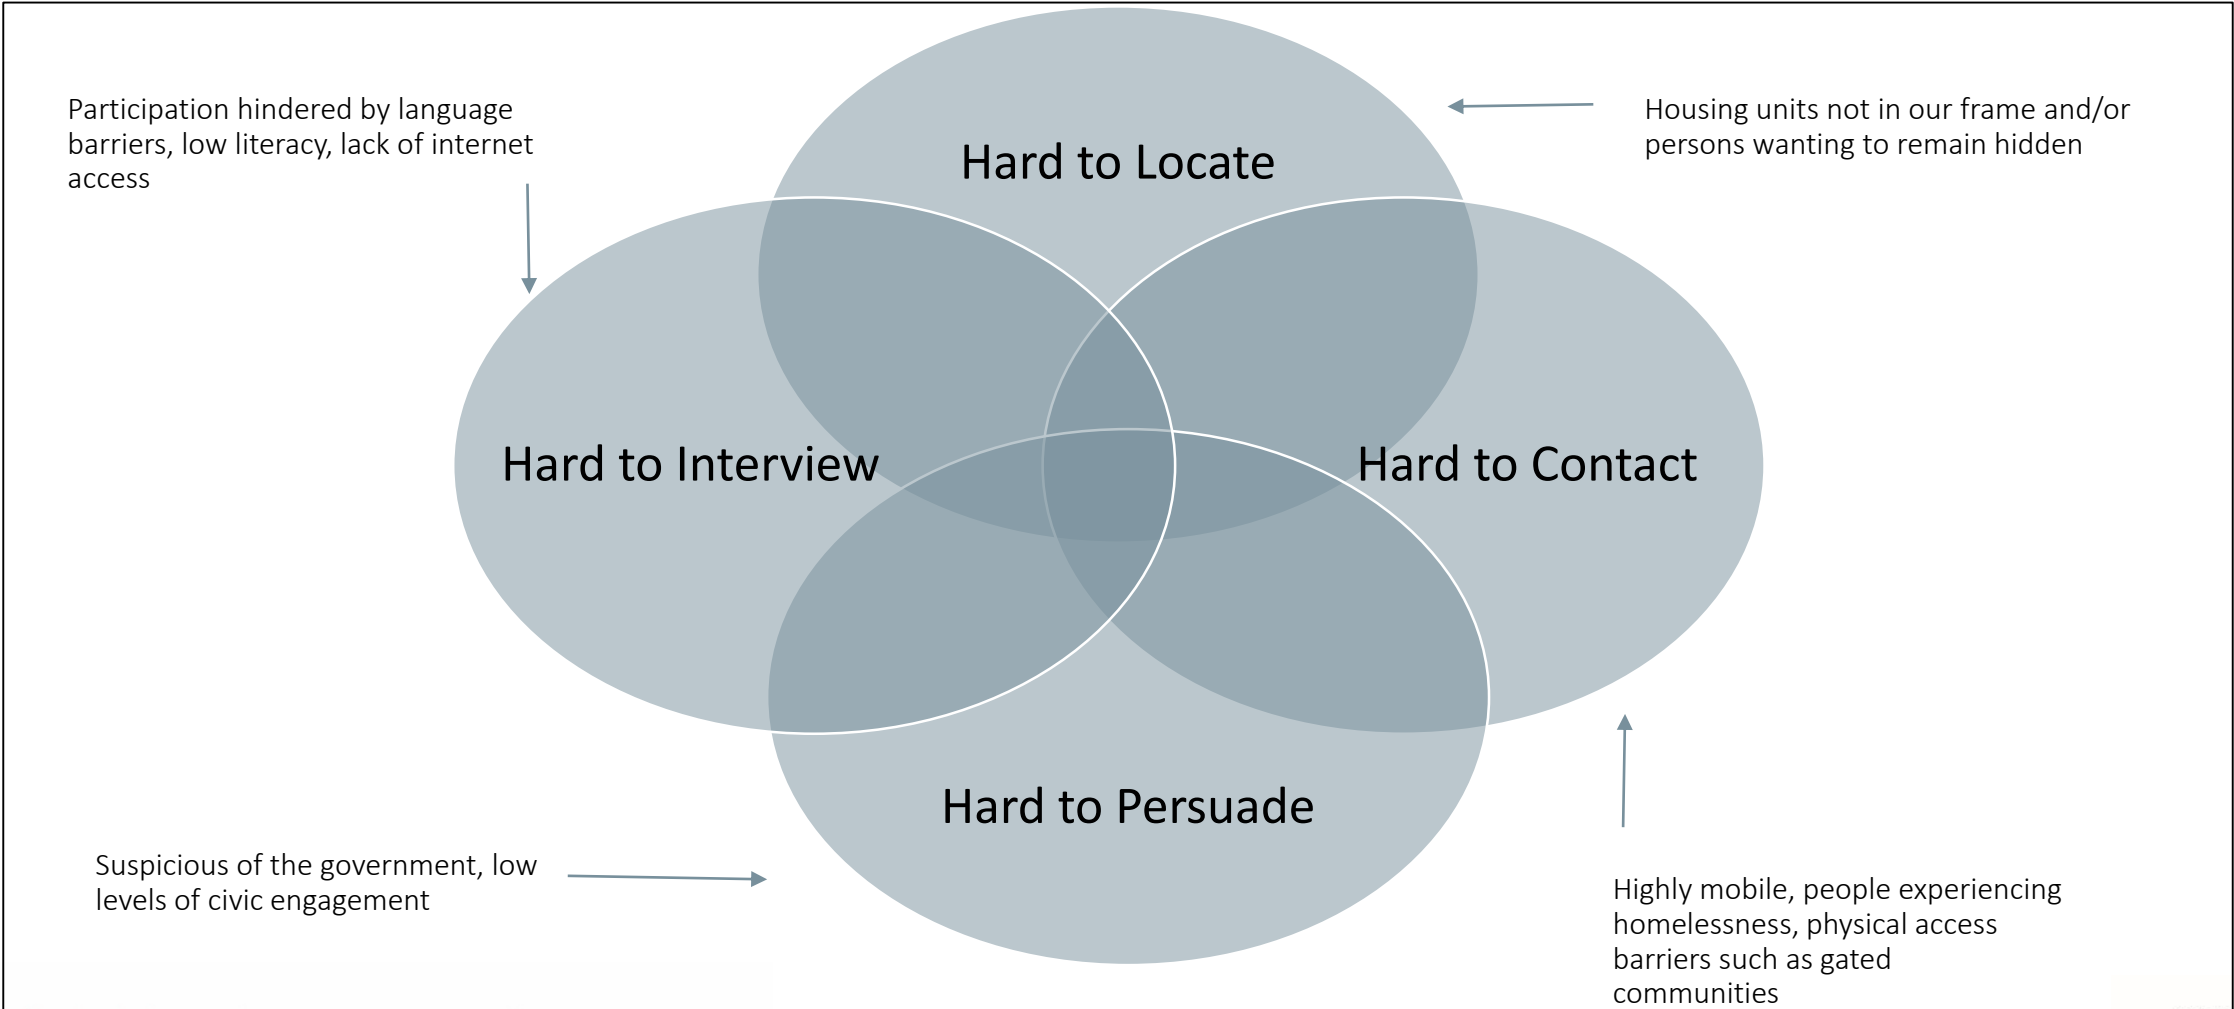 Participation hindered by language
barriers, low literacy, lack of internet
access
Housing units not in our frame and/or
persons wanting to remain hidden
Hard to Locate
Hard to Interview
Hard to Contact
Hard to Persuade
Suspicious of the government, low
levels of civic engagement
Highly mobile, people experiencing
homelessness, physical access
barriers such as gated
communities